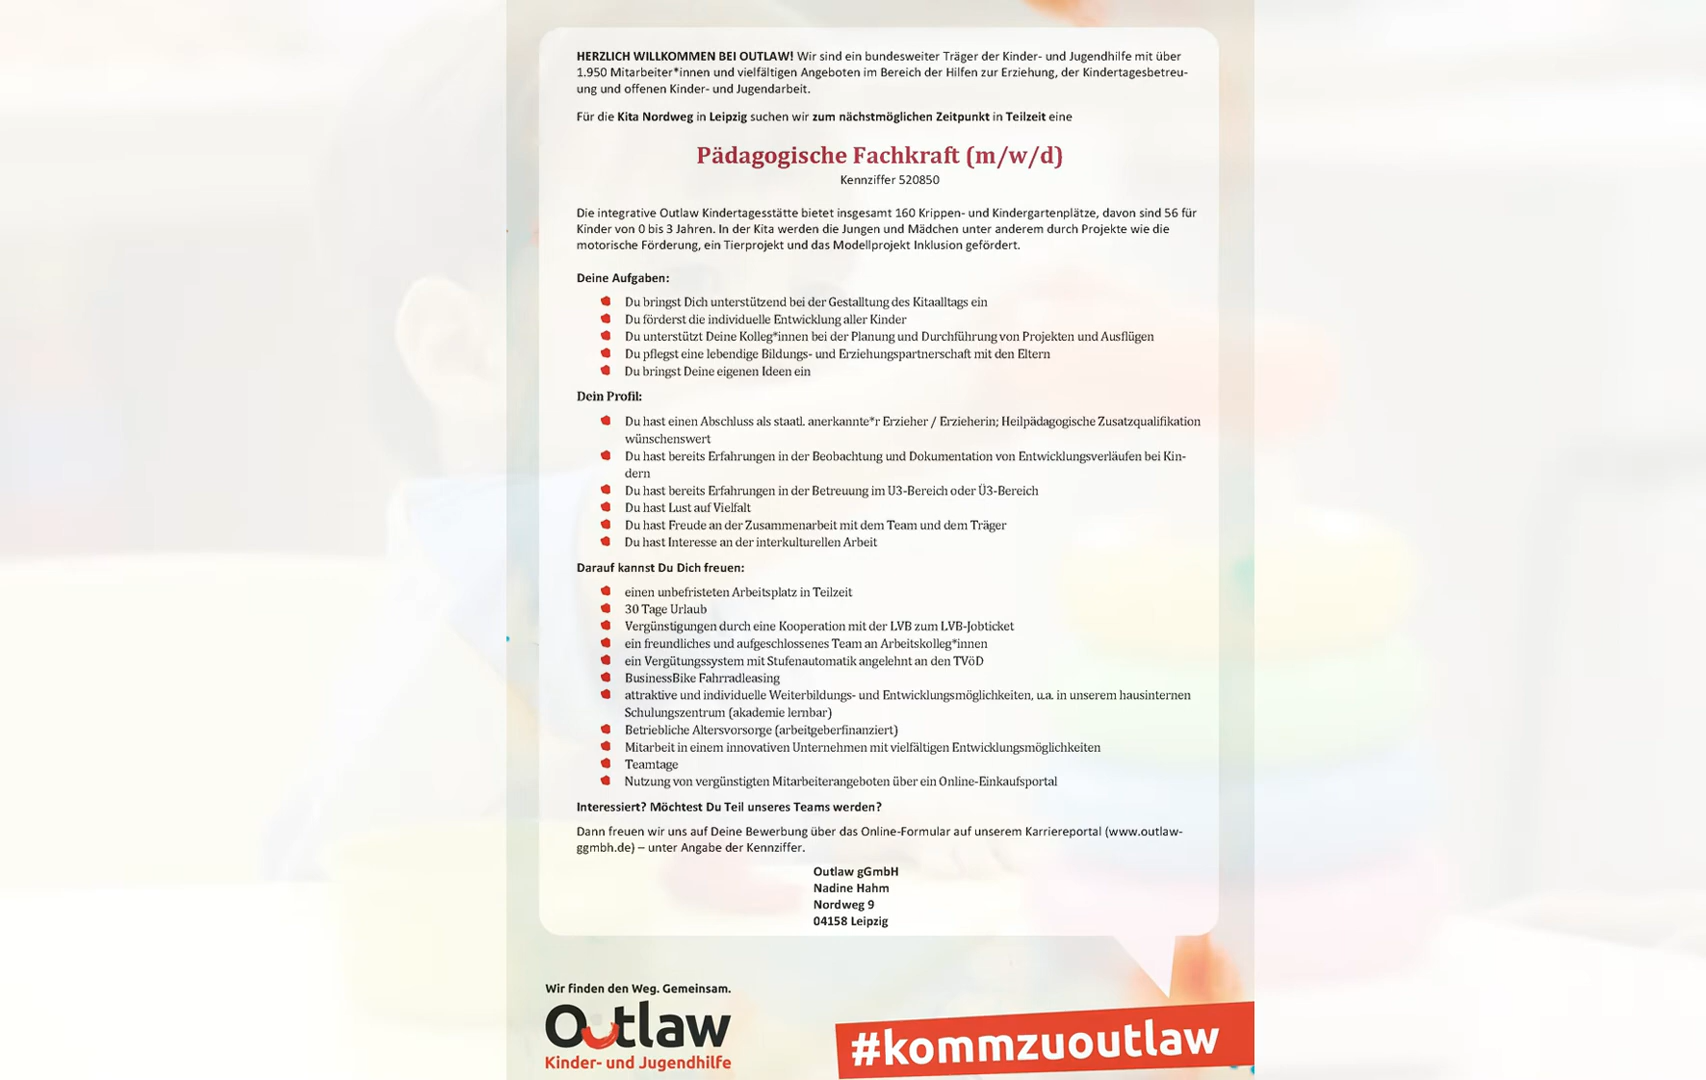 HERZLICH WILLKOMMEN BEI OUTLAW! Wir sind ein bundesweiter Träger der Kinder- und Jugendhilfe mit über
1.950 Mitarbeiter*innen und vielfältigen Angeboten im Bereich der Hilfen zur Erziehung, der Kindertagesbetreu-
ung und offenen Kinder- und Jugendarbeit.
Für die Kita Nordweg in Leipzig suchen wir zum nächstmöglichen Zeitpunkt in Teilzeit eine
Pädagogische Fachkraft (m/w/d)
Kennziffer 520850
Die integrative Outlaw Kindertagesstätte bietet insgesamt 160 Krippen- und Kindergartenplätze, davon sind 56 für
Kinder von 0 bis 3 Jahren. In der Kita werden die Jungen und Mädchen unter anderem durch Projekte wie die
motorische Förderung, ein Tierprojekt und das Modellprojekt Inklusion gefördert.
Deine Aufgaben:
Du bringst Dich unterstützend bei der Gestalltung des Kitaalltags ein
Du förderst die individuelle Entwicklung aller Kinder
Du unterstützt Deine Kolleg*innen bei der Planung und Durchführung von Projekten und Ausflügen
Du pflegst eine lebendige Bildungs- und Erziehungspartnerschaft mit den Eltern
Du bringst Deine eigenen Ideen ein
Dein Profil:
Du hast einen Abschluss als staatl. anerkannte*r Erzieher / Erzieherin; Heilpädagogische Zusatzqualifikation
wünschenswert
Du hast bereits Erfahrungen in der Beobachtung und Dokumentation von Entwicklungsverläufen bei Kin-
dern
Du hast bereits Erfahrungen in der Betreuung im U3-Bereich oder Ü3-Bereich
Du hast Lust auf Vielfalt
Du hast Freude an der Zusammenarbeit mit dem Team und dem Träger
Du hast Interesse an der interkulturellen Arbeit
Darauf kannst Du Dich freuen:
einen unbefristeten Arbeitsplatz in Teilzeit
30 Tage Urlaub
Vergünstigungen durch eine Kooperation mit der LVB zum LVB-Jobticket
ein freundliches und aufgeschlossenes Team an Arbeitskolleg*innen
ein Vergütungssystem mit Stufenautomatik angelehnt an den TVöD
BusinessBike Fahrradleasing
attraktive und individuelle Weiterbildungs- und Entwicklungsmöglichkeiten, u.a. in unserem hausinternen
Schulungszentrum (akademie lernbar)
Betriebliche Altersvorsorge (arbeitgeberfinanziert)
Mitarbeit in einem innovativen Unternehmen mit vielfältigen Entwicklungsmöglichkeiten
Teamtage
Nutzung von vergünstigten Mitarbeiterangeboten über ein Online-Einkaufsportal
Interessiert? Möchtest Du Teil unseres Teams werden?
Dann freuen wir uns auf Deine Bewerbung über das Online-Formular auf unserem Karriereportal (www.outlaw-
ggmbh.de) – unter Angabe der Kennziffer.
Outlaw gGmbH
Nadine Hahm
Nordweg 9
04158 Leipzig
Wir finden den Weg. Gemeinsam.
Outlaw
Kinder- und Jugendhilfe
#kommzuoutlaw